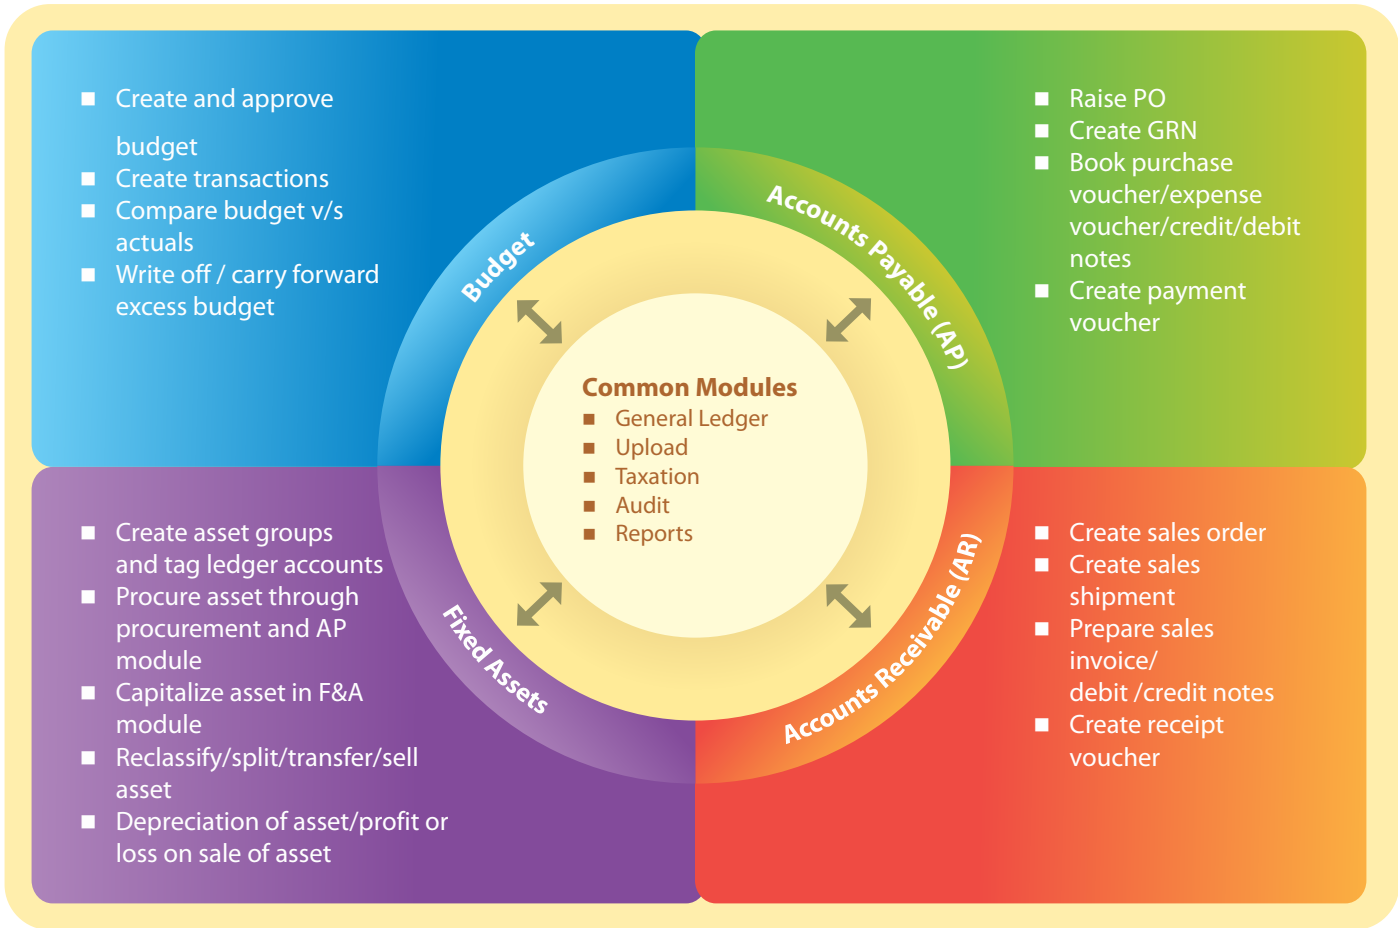 Create and approve
budget
Create transactions
Compare budget v/s
actuals
Write off / carry forward
excess budget
Raise PO
Create GRN
Book purchase
voucher/expense
voucher/credit/debit
notes
Create payment
voucher
Budget
Accounts Payable (AP)
Common Modules
General Ledger
Upload
Taxation
Audit
Reports
Fixed Assets
Accounts Receivable (AR)
Create asset groups
and tag ledger accounts
Procure asset through
procurement and AP
module
Capitalize asset in F&A
module
Reclassify/split/transfer/sell
asset
Depreciation of asset/profit or
loss on sale of asset
Create sales order
Create sales
shipment
Prepare sales
invoice/
debit /credit notes
Create receipt
voucher